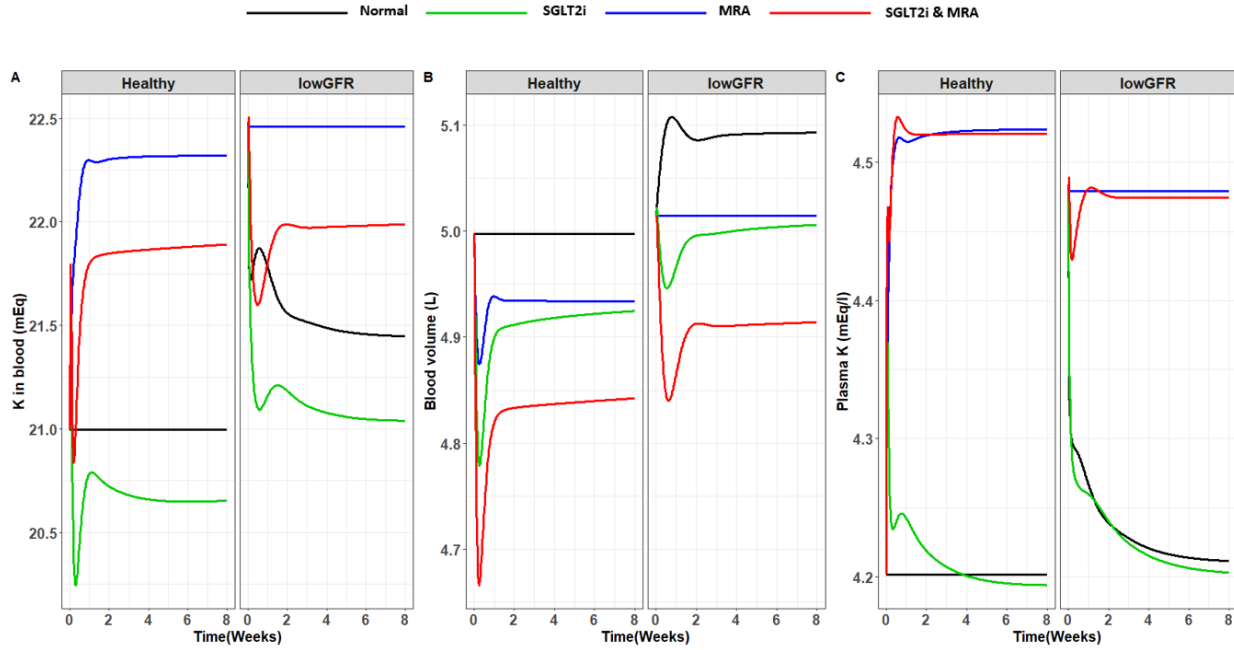 Normal SGLT2i MRA SGLT2i & MRA
A
Healthy lowGFR
K in blood (mEq)
22.5
22.0
21.5
21.0
20.5
0 2 4 6 8 0 2 4 6 8
Time(Weeks)
B
Healthy lowGFR
Blood volume (L)
5.1
5.0
4.9
4.8
4.7
0 2 4 6 8 0 2 4 6 8
Time(Weeks)
C
Healthy lowGFR
Plasma K (mEq/l)
4.5
4.4
4.3
4.2
0 2 4 6 8 0 2 4 6 8
Time(Weeks)